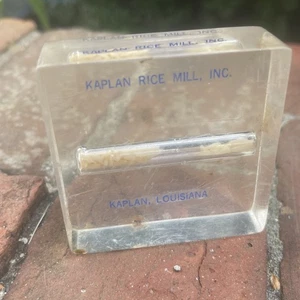 KAPLAN RICE MILL, INC.
KAPLAN, LOUISIANA